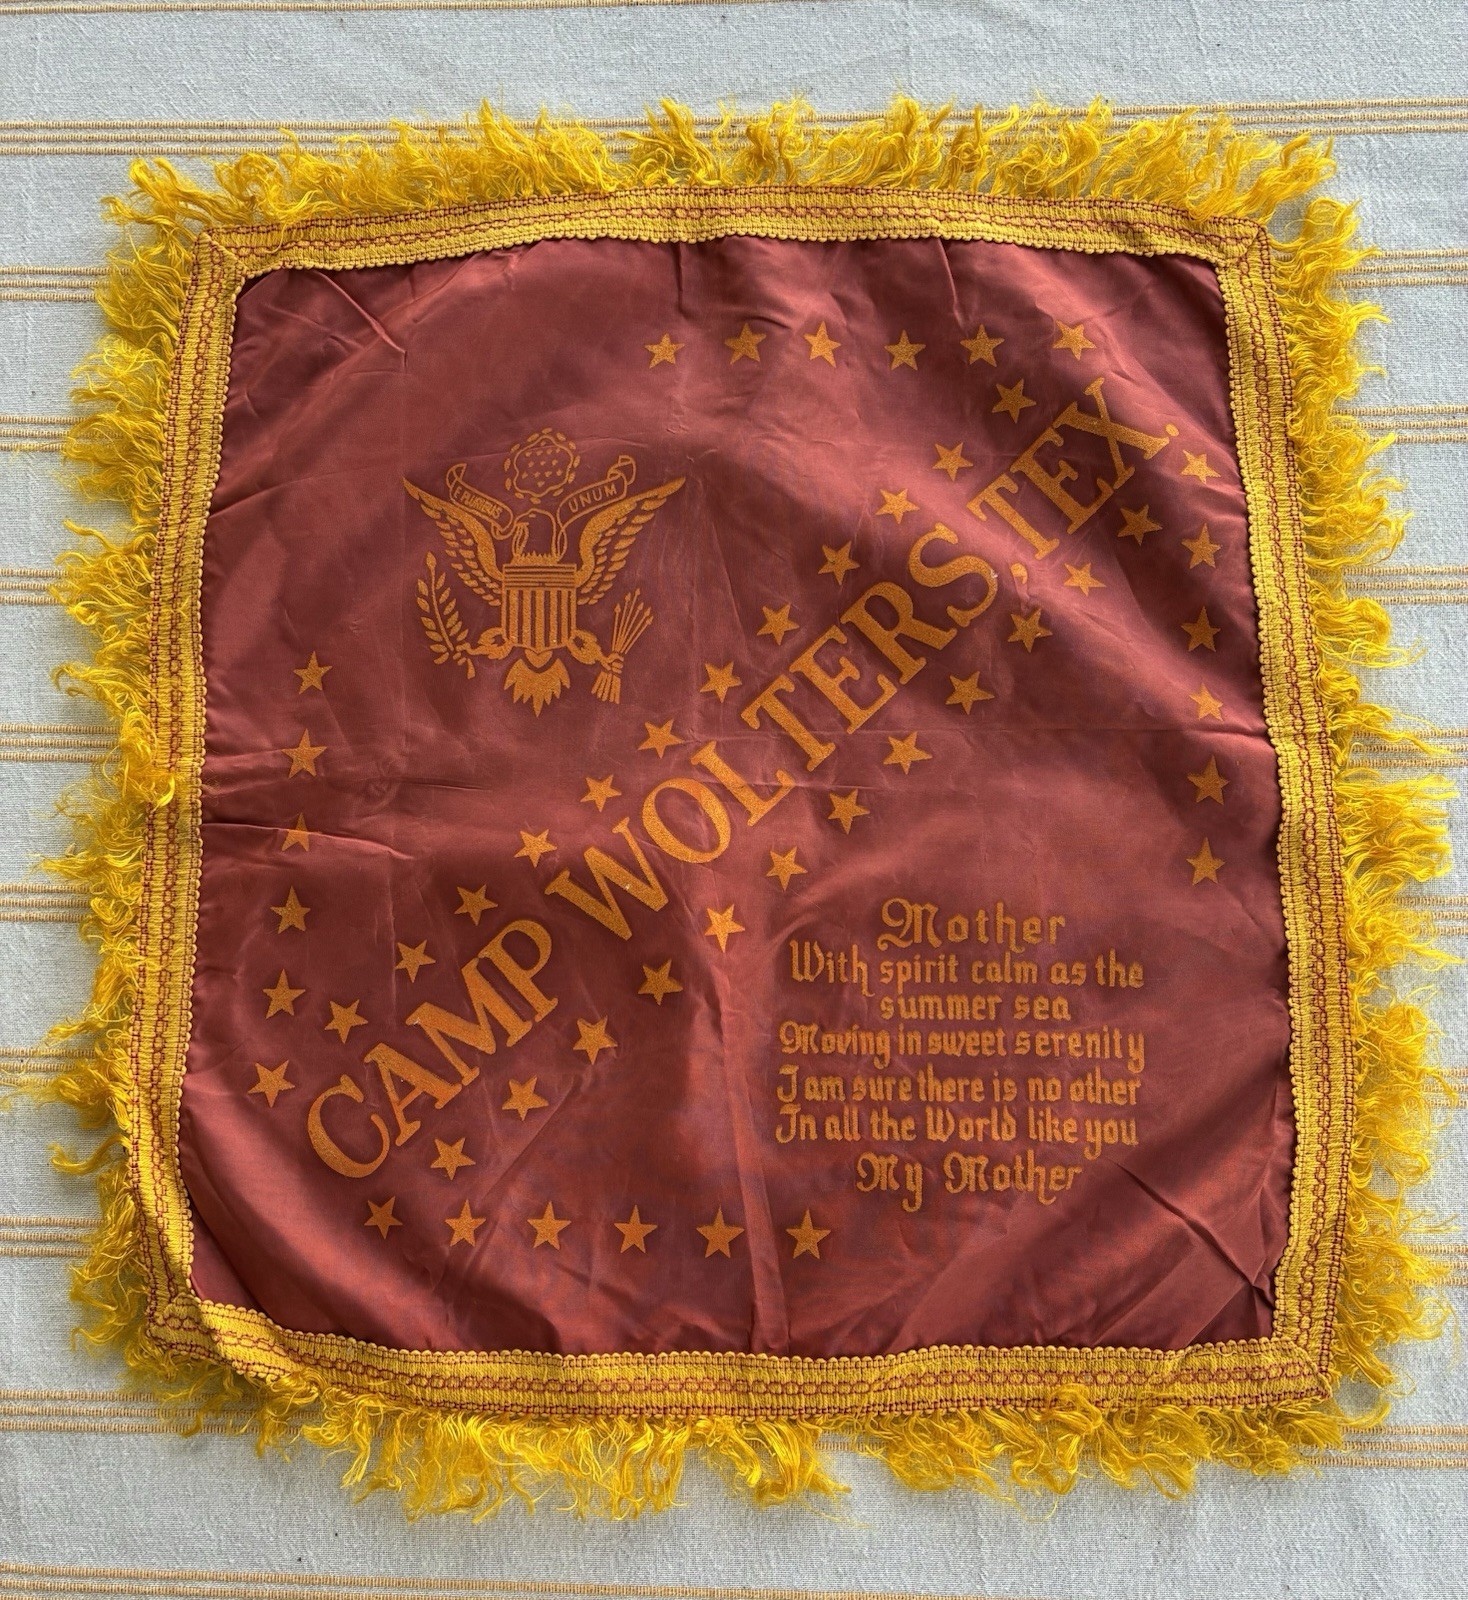 E PLURIBUS UNUM
CAMP WOLTERS, TEX.
Mother
With spirit calm as the
summer sea
Moving in sweet serenity
I am sure there is no other
In all the World like you
My Mother